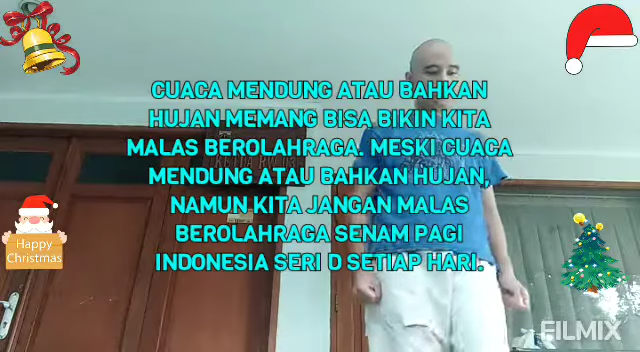 CUACA MENDUNG ATAU BAHKAN
HUJAN MEMANG BISA BIKIN KITA
MALAS BEROLAHRAGA. MESKI CUACA
MENDUNG ATAU BAHKAN HUJAN,
NAMUN KITA JANGAN MALAS
BEROLAHRAGA SENAM PAGI
INDONESIA SERI D SETIAP HARI.
Happy
Christmas
FILMIX